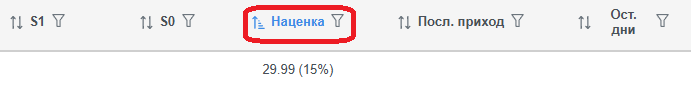 S1 S0 Наценка Посл. приход Ост.
дни
29.99 (15%)